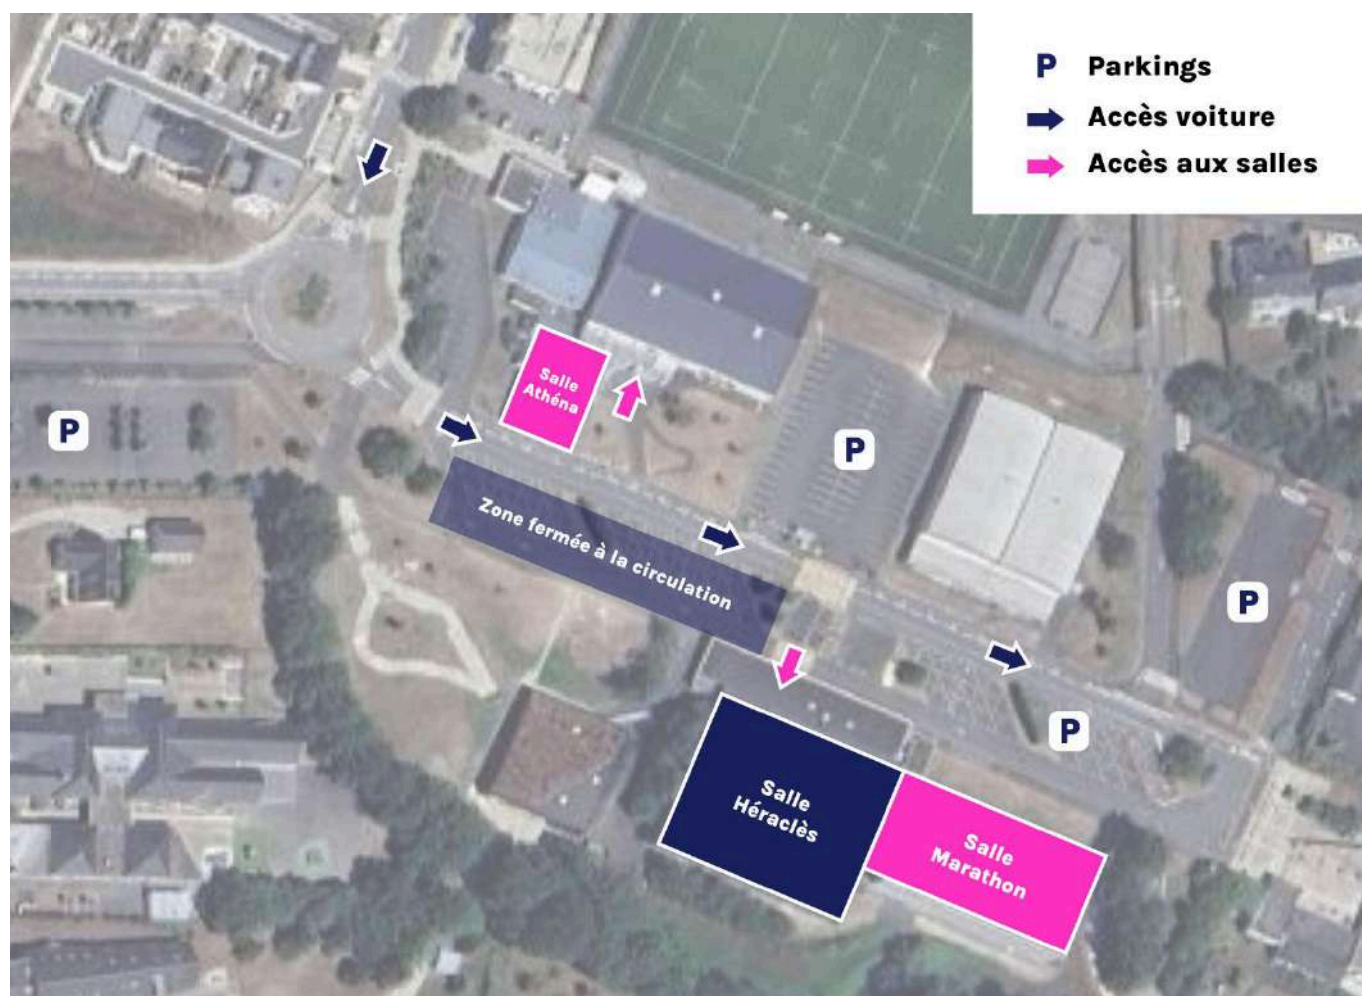 P Parkings
Accès voiture
Accès aux salles
Salle
Athéna
P
P
Zone fermée à la circulation
P
P
Salle
Héraclès
Salle
Marathon